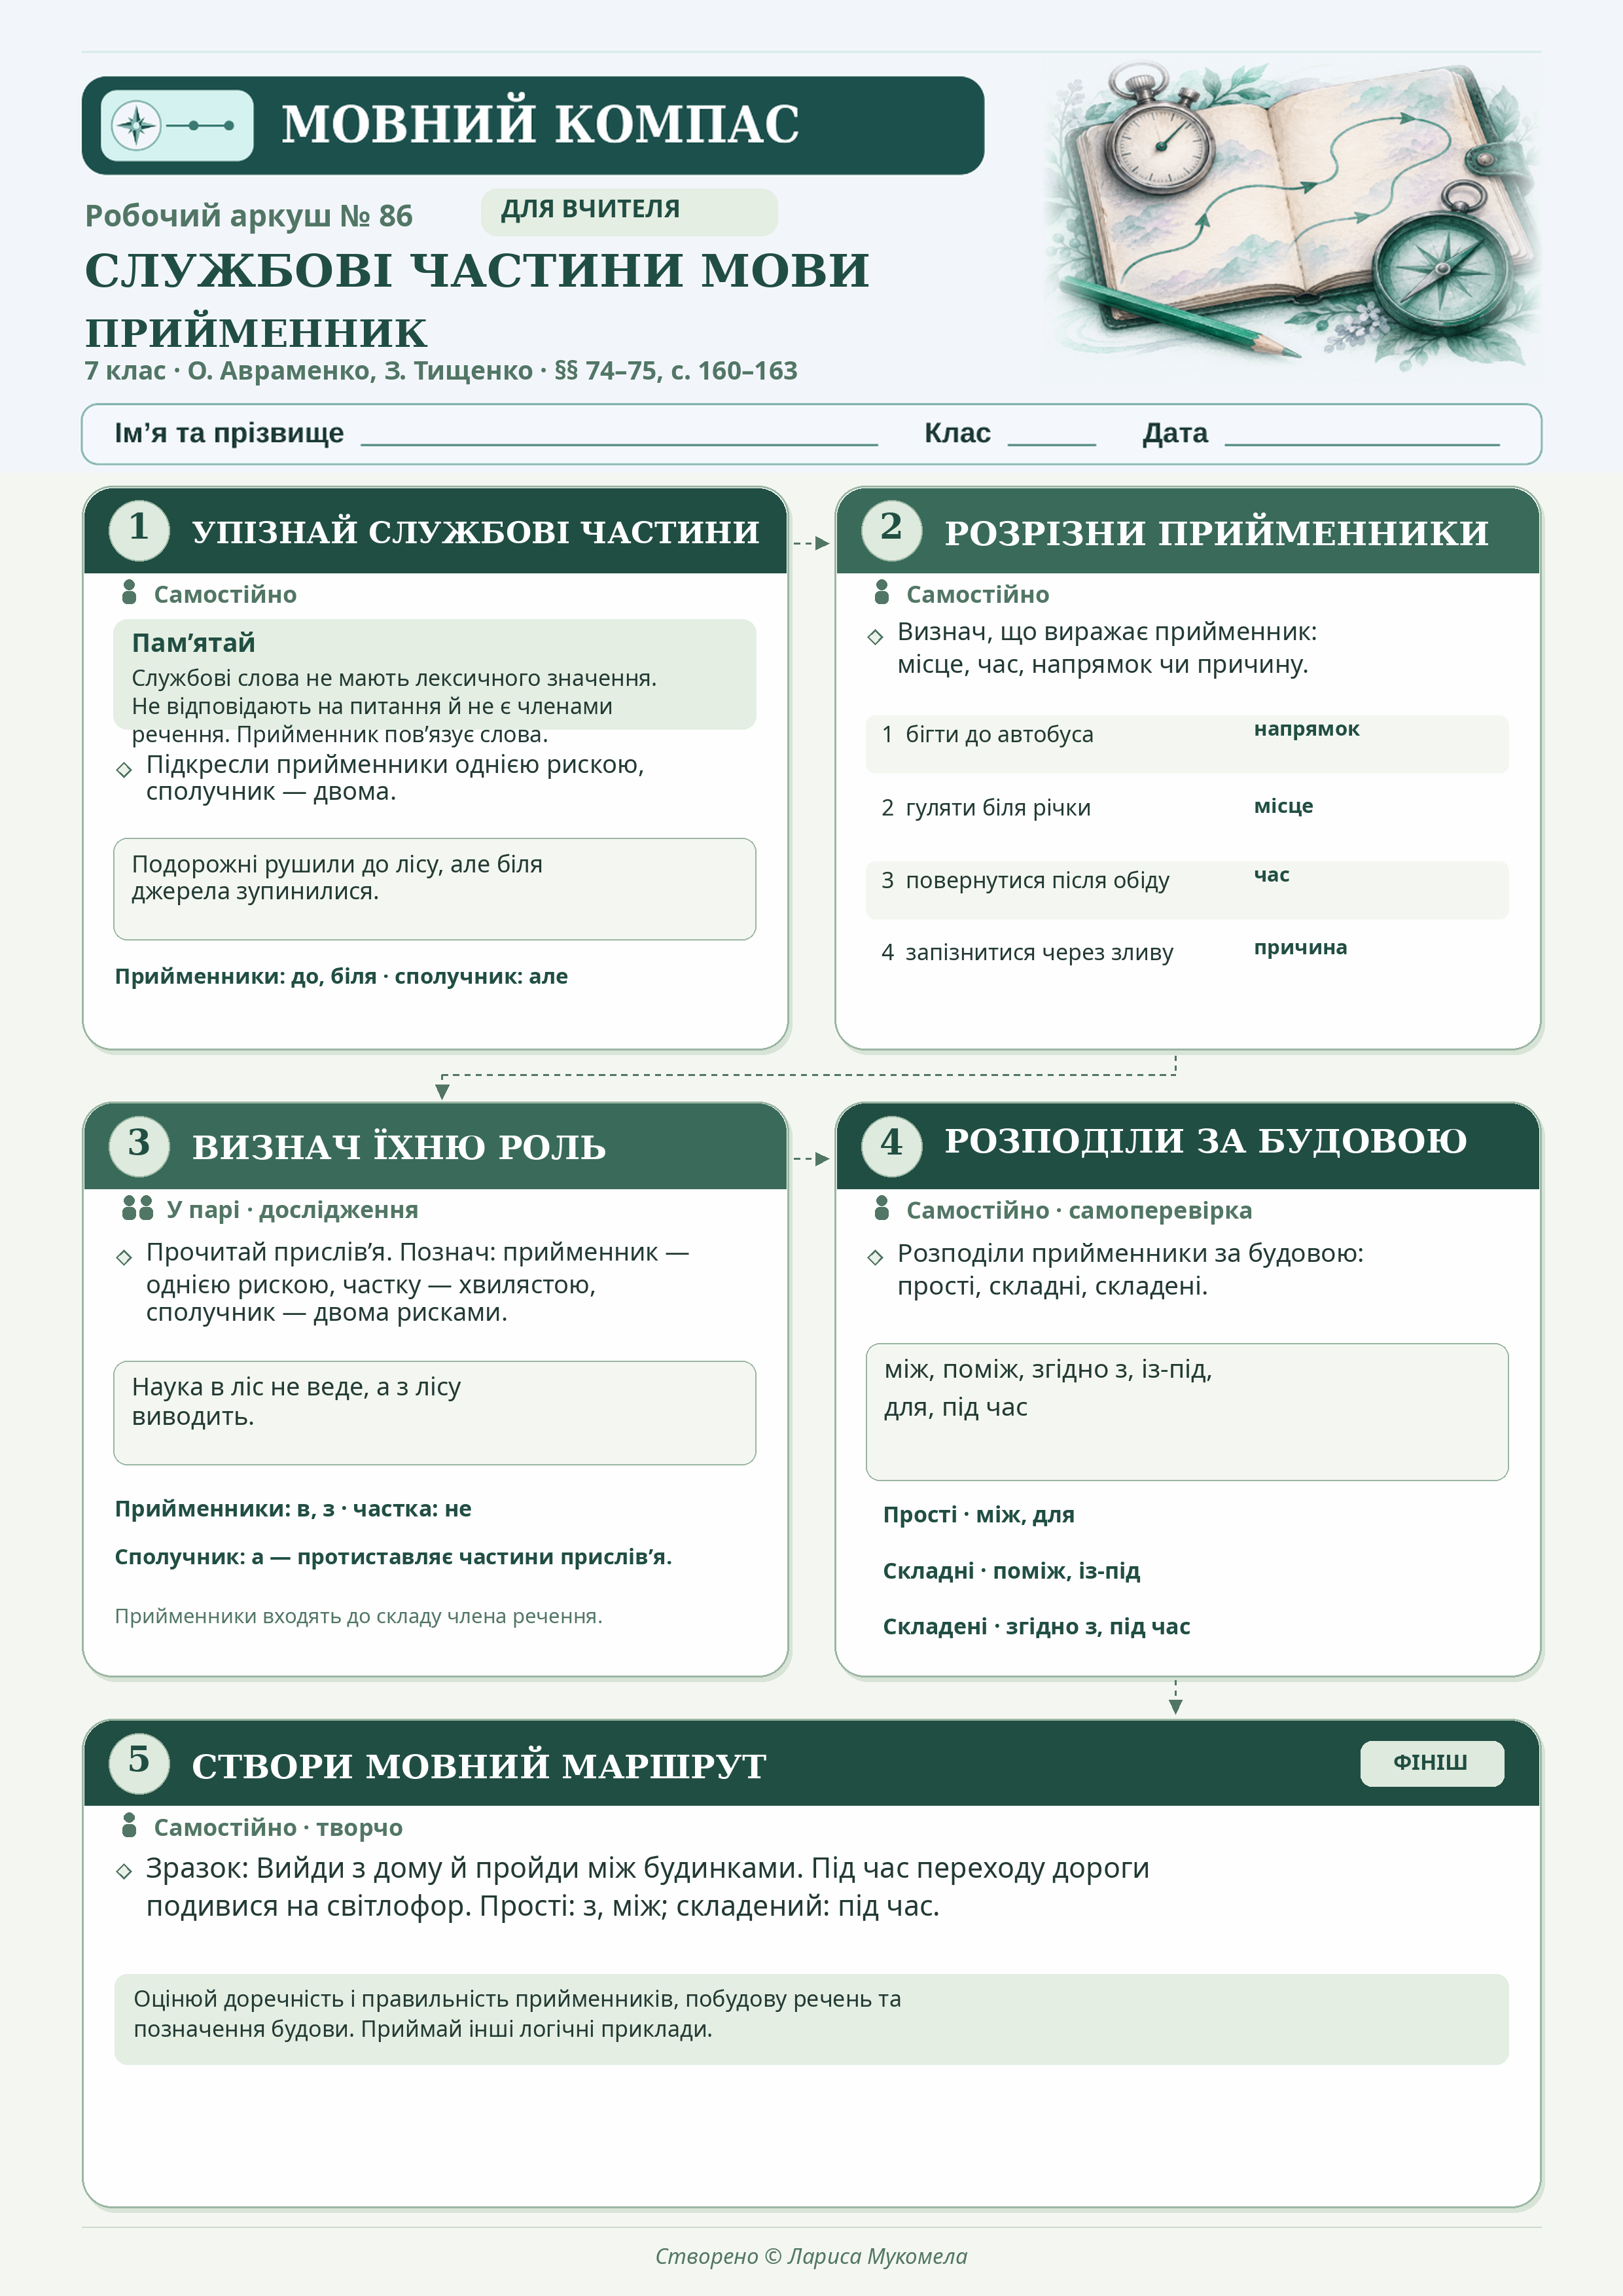 МОВНИЙ КОМПАС
Робочий аркуш № 86
ДЛЯ ВЧИТЕЛЯ
СЛУЖБОВІ ЧАСТИНИ МОВИ
ПРИЙМЕННИК
7 клас · О. Авраменко, З. Тищенко · §§ 74–75, с. 160–163
Ім’я та прізвище Клас Дата
1 УПІЗНАЙ СЛУЖБОВІ ЧАСТИНИ
Самостійно
Пам’ятай
Службові слова не мають лексичного значення.
Не відповідають на питання й не є членами
речення. Прийменник пов’язує слова.
Підкресли прийменники однією рискою,
сполучник — двома.
Подорожні рушили до лісу, але біля
джерела зупинилися.
Прийменники: до, біля · сполучник: але
2 РОЗРІЗНИ ПРИЙМЕННИКИ
Самостійно
Визнач, що виражає прийменник:
місце, час, напрямок чи причину.
1 бігти до автобуса напрямок
2 гуляти біля річки місце
3 повернутися після обіду час
4 запізнитися через зливу причина
3 ВИЗНАЧ ЇХНЮ РОЛЬ
У парі · дослідження
Прочитай прислів’я. Познач: прийменник —
однією рискою, частку — хвилястою,
сполучник — двома рисками.
Наука в ліс не веде, а з лісу
виводить.
Прийменники: в, з · частка: не
Сполучник: а — протиставляє частини прислів’я.
Прийменники входять до складу члена речення.
4 РОЗПОДІЛИ ЗА БУДОВОЮ
Самостійно · самоперевірка
Розподіли прийменники за будовою:
прості, складні, складені.
між, поміж, згідно з, із-під,
для, під час
Прості · між, для
Складні · поміж, із-під
Складені · згідно з, під час
5 СТВОРИ МОВНИЙ МАРШРУТ
ФІНІШ
Самостійно · творчо
Зразок: Вийди з дому й пройди між будинками. Під час переходу дороги
подивися на світлофор. Прості: з, між; складений: під час.
Оцінюй доречність і правильність прийменників, побудову речень та
позначення будови. Приймай інші логічні приклади.
Створено © Лариса Мукомела